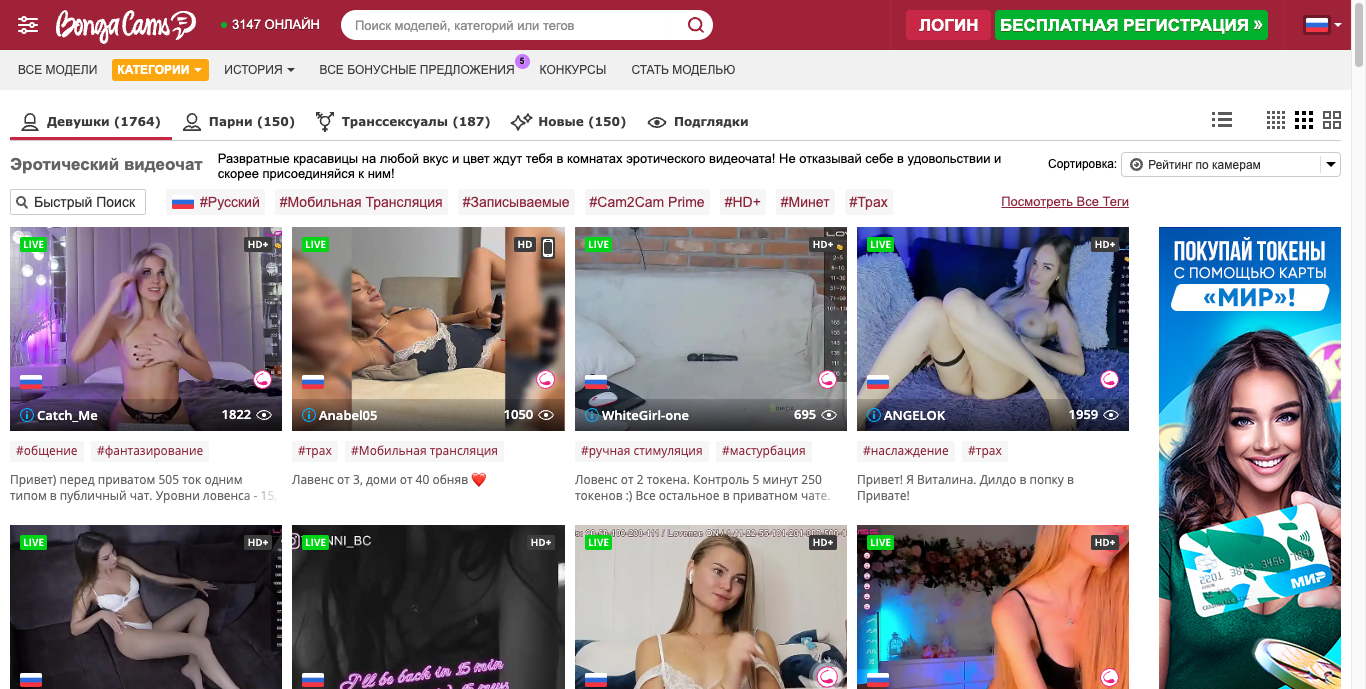 BongaCams
3147 ОНЛАЙН
Поиск моделей, категорий или тегов
ЛОГИН
БЕСПЛАТНАЯ РЕГИСТРАЦИЯ »
ВСЕ МОДЕЛИ
КАТЕГОРИИ
ИСТОРИЯ
ВСЕ БОНУСНЫЕ ПРЕДЛОЖЕНИЯ
5
КОНКУРСЫ
СТАТЬ МОДЕЛЬЮ
Девушки (1764)
Парни (150)
Транссексуалы (187)
Новые (150)
Подглядки
Эротический видеочат
Развратные красавицы на любой вкус и цвет ждут тебя в комнатах эротического видеочата! Не отказывай себе в удовольствии и
скорее присоединяйся к ним!
Сортировка:
Рейтинг по камерам
Быстрый Поиск
#Русский
#Мобильная Трансляция
#Записываемые
#Cam2Cam Prime
#HD+
#Минет
#Трах
Посмотреть Все Теги
LIVE
HD+
Catch_Me
1822
#общение
#фантазирование
Привет) перед приватом 505 ток одним
типом в публичный чат. Уровни ловенса - 15,
LIVE
HD
Anabel05
1050
#трах
#Мобильная трансляция
Лавенс от 3, доми от 40 обняв ❤️
LIVE
HD+
WhiteGirl-one
695
#ручная стимуляция
#мастурбация
Ловенс от 2 токена. Контроль 5 минут 250
токенов :) Все остальное в приватном чате.
LIVE
HD+
ANGELOK
1959
#наслаждение
#трах
Привет! Я Виталина. Дилдо в попку в
Привате!
ПОКУПАЙ ТОКЕНЫ
С ПОМОЩЬЮ КАРТЫ
«МИР»!
МИР
LIVE
HD+
LIVE
NNI_BC
HD+
I'll be back in 15 min
LIVE
HD+
LIVE
HD+